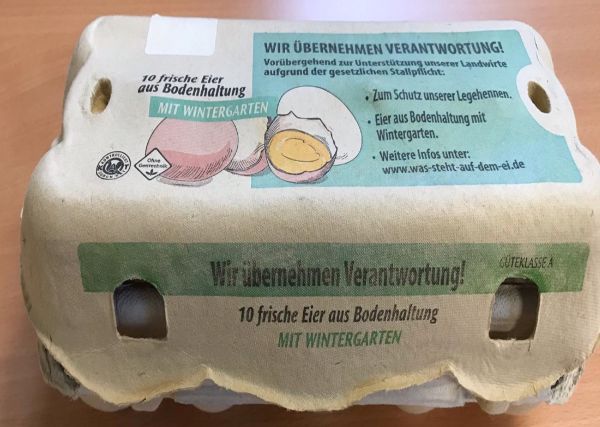 WIR ÜBERNEHMEN VERANTWORTUNG!
Vorübergehend zur Unterstützung unserer Landwirte
aufgrund der gesetzlichen Stallpflicht:
• Zum Schutz unserer Legehennen.
• Eier aus Bodenhaltung mit
Wintergarten.
• Weitere Infos unter:
www.was-steht-auf-dem-ei.de
10 frische Eier
aus Bodenhaltung
MIT WINTERGARTEN
Ohne
Gentechnik
Wir übernehmen Verantwortung!
GÜTEKLASSE A
10 frische Eier aus Bodenhaltung
MIT WINTERGARTEN